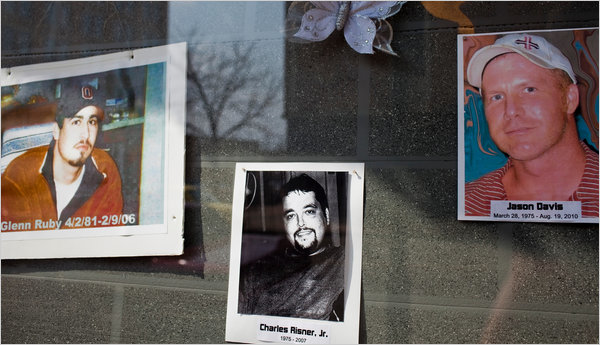 Glenn Ruby 4/2/81-2/9/06
Charles Risner, Jr.
1975 - 2007
Jason Davis
March 28, 1975 - Aug. 19, 2010